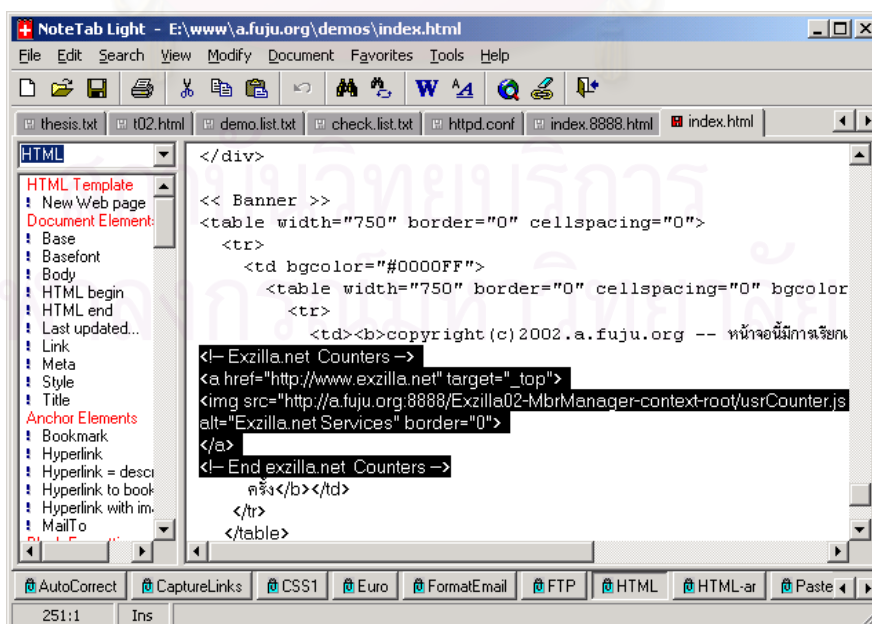 NoteTab Light - E:\www\a.fuju.org\demos\index.html
File Edit Search View Modify Document Favorites Tools Help
thesis.txt t02.html demo.list.txt check.list.txt httpd.conf index.8888.html index.html
HTML
HTML Template
New Web page
Document Element
Base
Basefont
Body
HTML begin
HTML end
Last updated...
Link
Meta
Style
Title
Anchor Elements
Bookmark
Hyperlink
Hyperlink = descr
Hyperlink to book
Hyperlink with im
MailTo
</div>
<< Banner >>
<table width="750" border="0" cellspacing="0">
<tr>
<td bgcolor="#0000FF">
<table width="750" border="0" cellspacing="0" bgcolor
<tr>
<td><b>copyright(c)2002.a.fuju.org -- หน้าจอนี้มีการเรียกเ
<!-- Exzilla.net Counters -->
<a href="http://www.exzilla.net" target="_top">
<img src="http://a.fuju.org:8888/Exzilla02-MbrManager-context-root/usrCounter.js
alt="Exzilla.net Services" border="0">
</a>
<!-- End exzilla.net Counters -->
ครั้ง</b></td>
</tr>
</table>
AutoCorrect CaptureLinks CSS1 Euro FormatEmail FTP HTML HTML-ar Paste
251:1 Ins